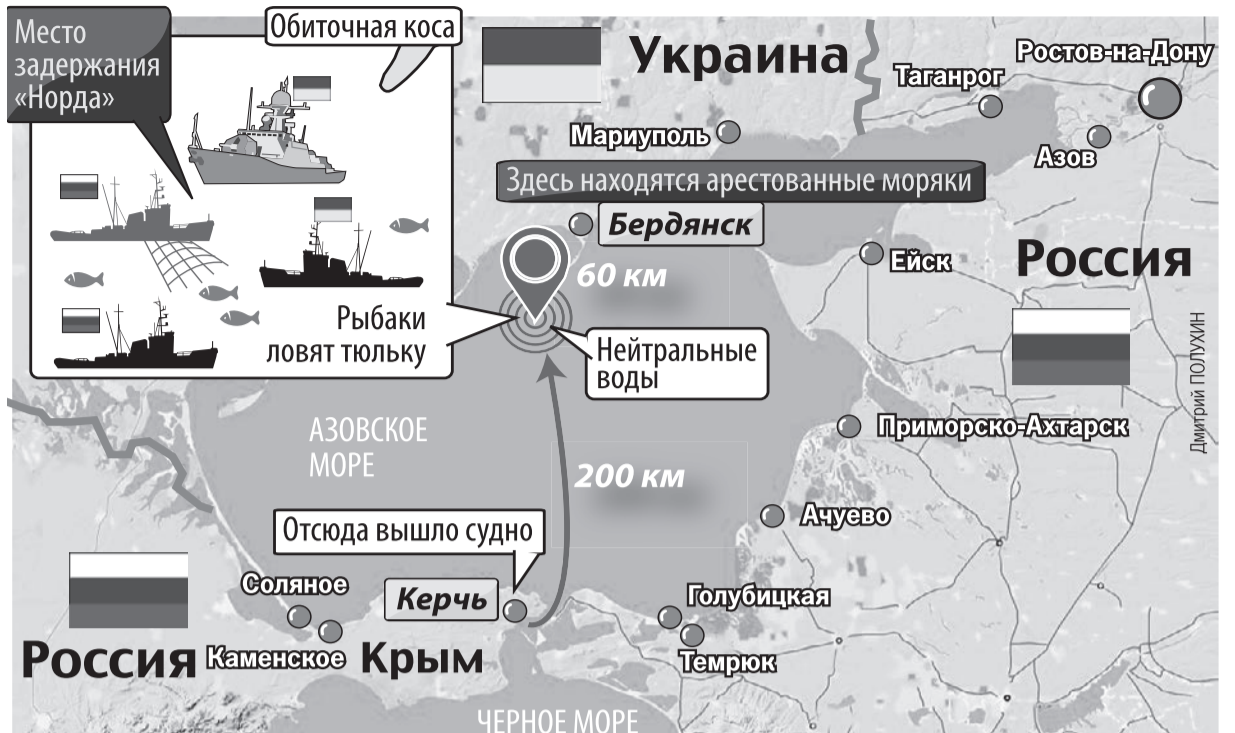 Место
задержания
«Норда»
Обиточная коса
Украина
Ростов-на-Дону
Таганрог
Мариуполь
Азов
Здесь находятся арестованные моряки
Бердянск
Ейск
Россия
60 км
Рыбаки
ловят тюльку
Нейтральные
воды
Дмитрий ПОЛУХИН
АЗОВСКОЕ
МОРЕ
Приморско-Ахтарск
200 км
Ачуево
Отсюда вышло судно
Соляное
Керчь
Голубицкая
Россия
Каменское
Крым
Темрюк
ЧЕРНОЕ МОРЕ